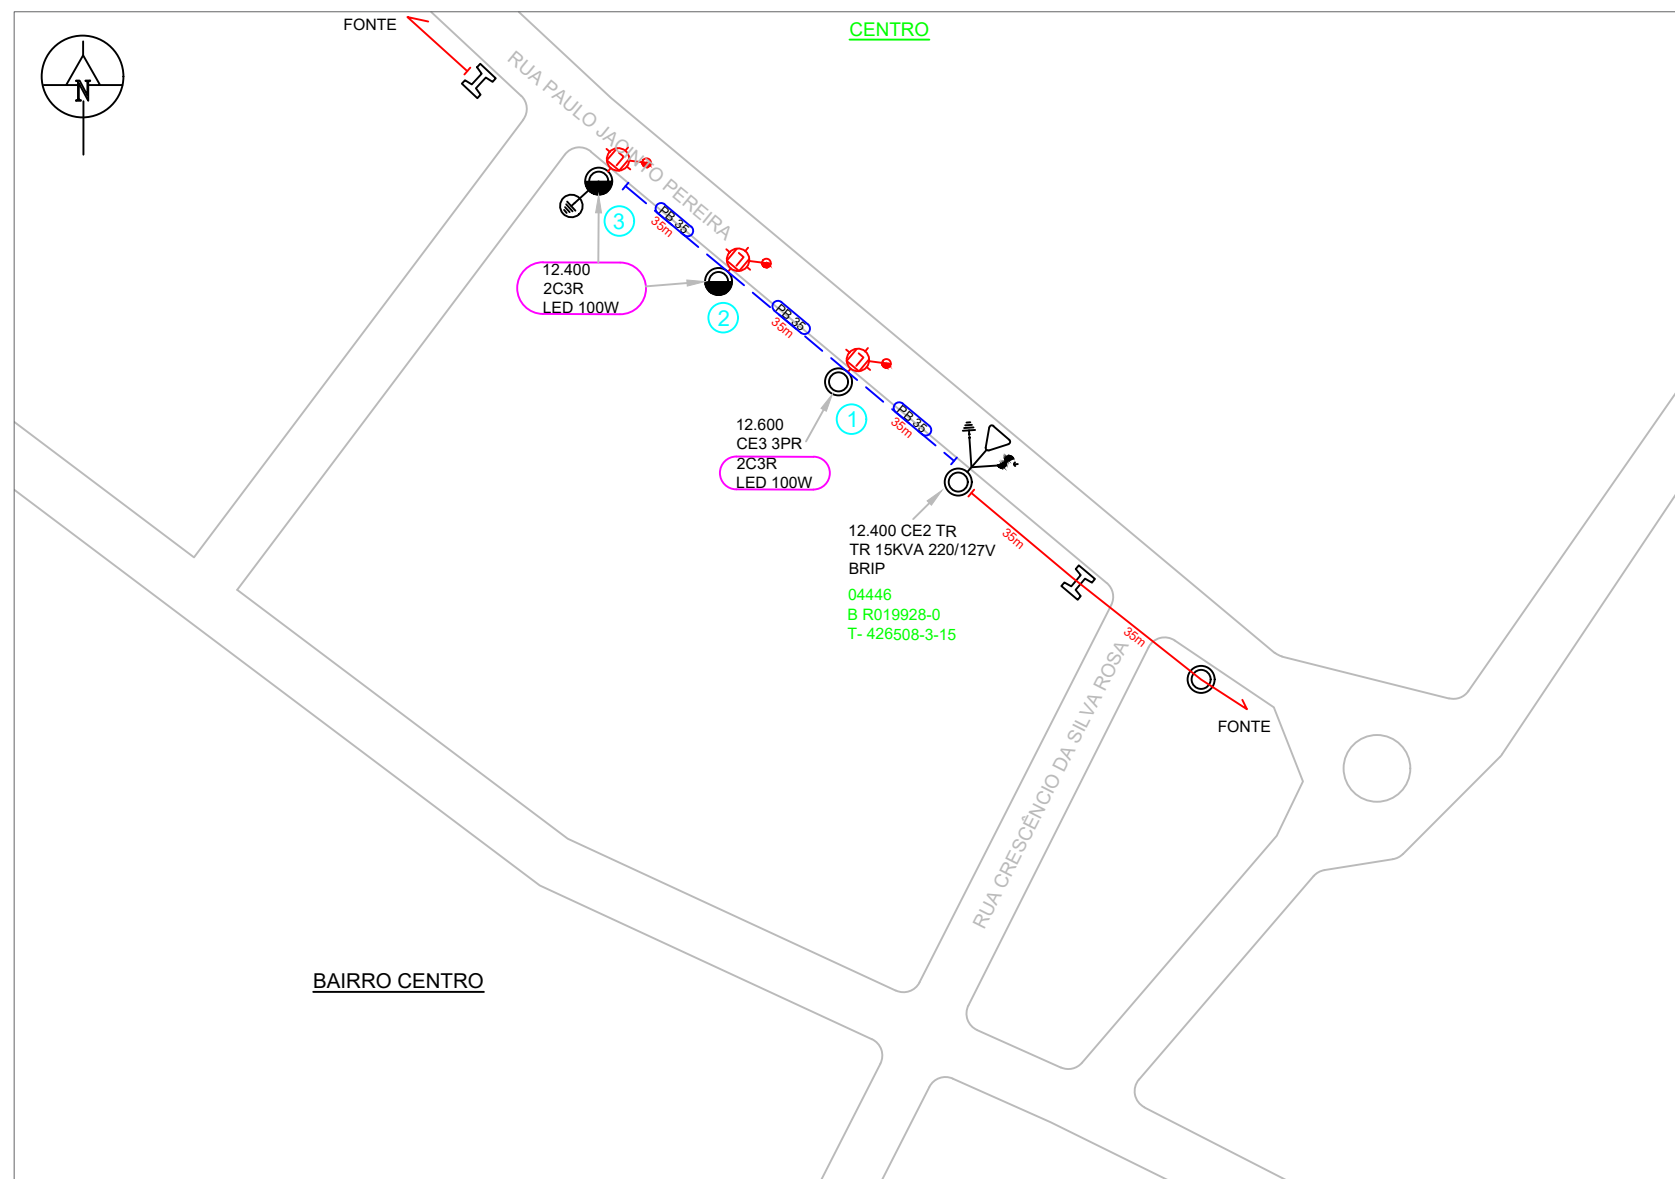 FONTE
CENTRO
N
RUA PAULO JACINTO PEREIRA
3
PB 35
35m
12.400
2C3R
LED 100W
2
PB 35
35m
12.600
CE3 3PR
2C3R
LED 100W
1
PB 35
35m
12.400 CE2 TR
TR 15KVA 220/127V
BRIP
04446
B R019928-0
T- 426508-3-15
35m
35m
FONTE
RUA CRESCÊNCIO DA SILVA ROSA
BAIRRO CENTRO